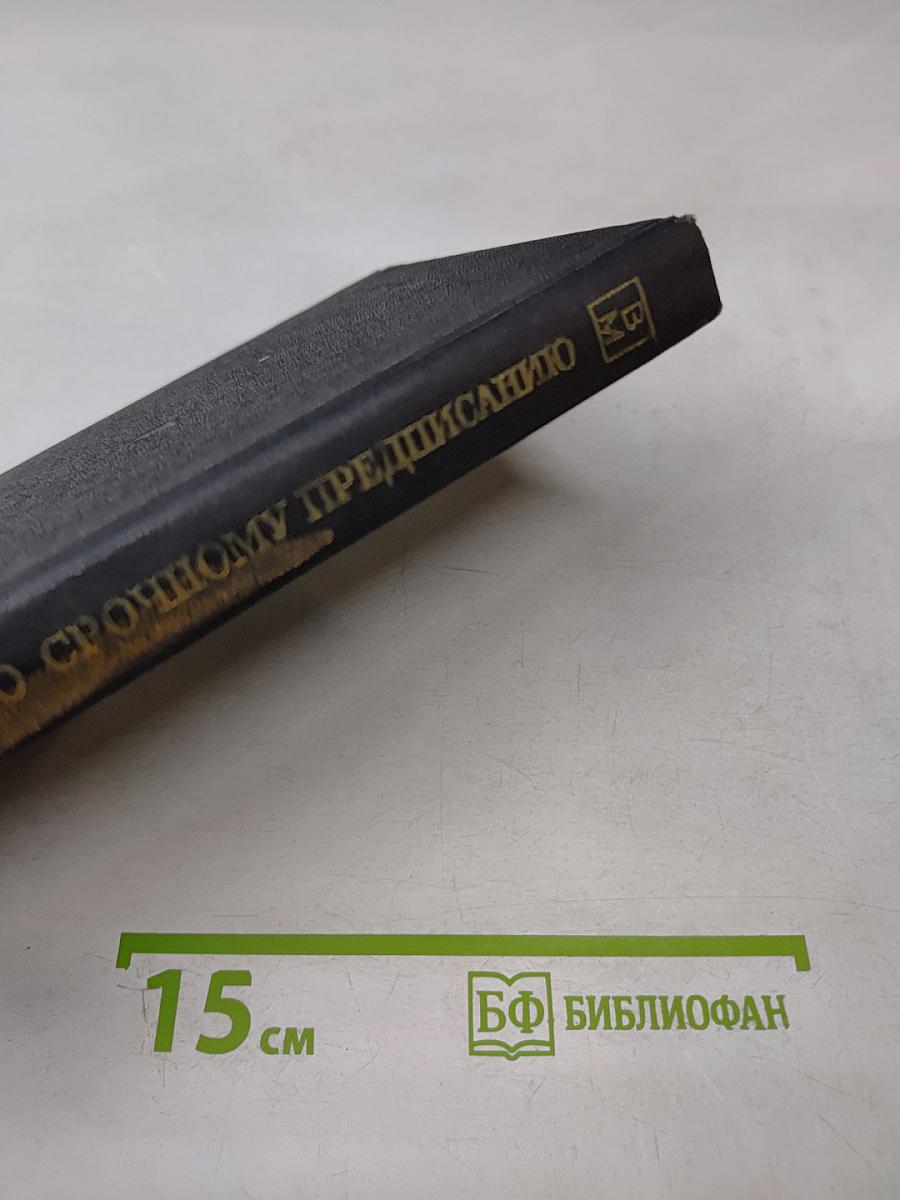 О СРОЧНОМУ ПРЕДПИСАНИЮ
ВМ
15 см
БФ БИБЛИОФАН